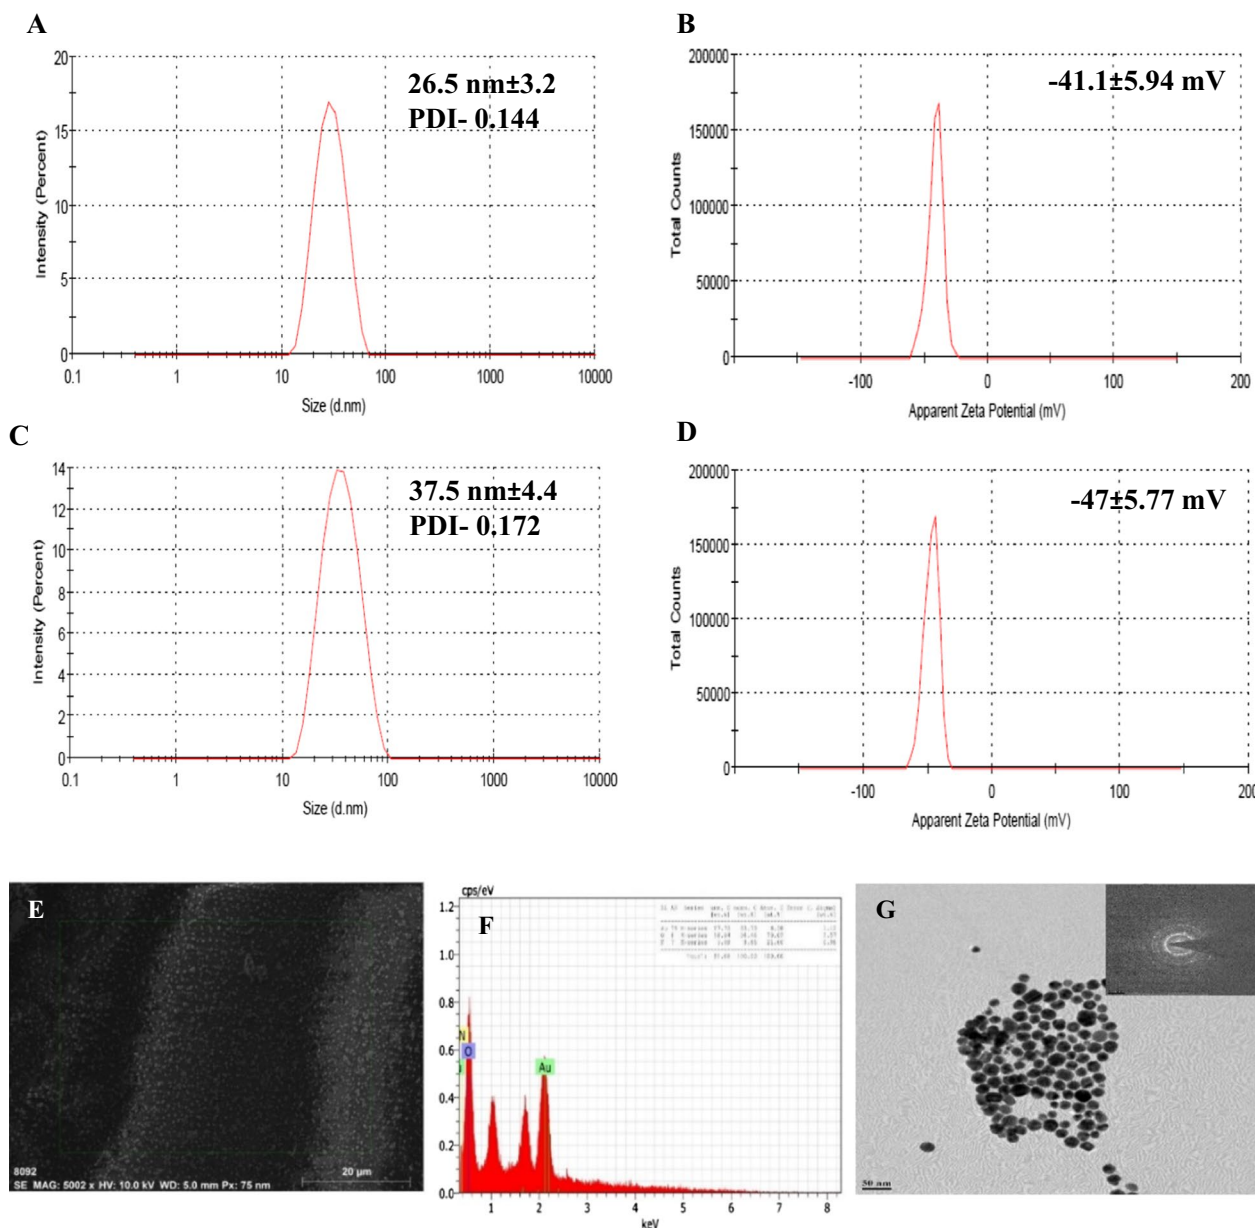 A
20
15
10
5
0
Intensity (Percent)
26.5 nm±3.2
PDI- 0.144
0.1 1 10 100 1000 10000
Size (d.nm)
B
200000
150000
100000
50000
0
Total Counts
-41.1±5.94 mV
-100 0 100 200
Apparent Zeta Potential (mV)
C
14
12
10
8
6
4
2
0
Intensity (Percent)
37.5 nm±4.4
PDI- 0.172
0.1 1 10 100 1000 10000
Size (d.nm)
D
200000
150000
100000
50000
0
Total Counts
-47±5.77 mV
-100 0 100 200
Apparent Zeta Potential (mV)
E
8092
20 µm
SE MAG: 5002 x HV: 10.0 kV WD: 5.0 mm Px: 75 nm
cps/eV
F
1.2
1.0
0.8
0.6
0.4
0.2
0.0
N
O
Au
1 2 3 4 5 6 7 8
keV
G
50 nm